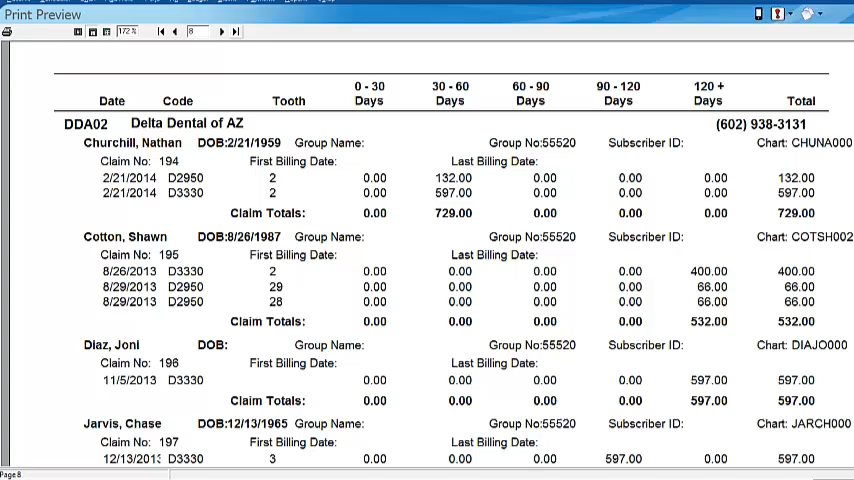 Print Preview
172 % 8
0 - 30 30 - 60 60 - 90 90 - 120 120 +
Date Code Tooth Days Days Days Days Days Total
DDA02 Delta Dental of AZ (602) 938-3131
Churchill, Nathan DOB:2/21/1959 Group Name: Group No:55520 Subscriber ID: Chart: CHUNA000
Claim No: 194 First Billing Date: Last Billing Date:
2/21/2014 D2950 2 0.00 132.00 0.00 0.00 0.00 132.00
2/21/2014 D3330 2 0.00 597.00 0.00 0.00 0.00 597.00
Claim Totals: 0.00 729.00 0.00 0.00 0.00 729.00
Cotton, Shawn DOB:8/26/1987 Group Name: Group No:55520 Subscriber ID: Chart: COTSH002
Claim No: 195 First Billing Date: Last Billing Date:
8/26/2013 D3330 2 0.00 0.00 0.00 0.00 400.00 400.00
8/29/2013 D2950 29 0.00 0.00 0.00 0.00 66.00 66.00
8/29/2013 D2950 28 0.00 0.00 0.00 0.00 66.00 66.00
Claim Totals: 0.00 0.00 0.00 0.00 532.00 532.00
Diaz, Joni DOB: Group Name: Group No:55520 Subscriber ID: Chart: DIAJO000
Claim No: 196 First Billing Date: Last Billing Date:
11/5/2013 D3330 0.00 0.00 0.00 0.00 597.00 597.00
Claim Totals: 0.00 0.00 0.00 0.00 597.00 597.00
Jarvis, Chase DOB:12/13/1965 Group Name: Group No:55520 Subscriber ID: Chart: JARCH000
Claim No: 197 First Billing Date: Last Billing Date:
12/13/2013 D3330 3 0.00 0.00 0.00 597.00 0.00 597.00
Page 8